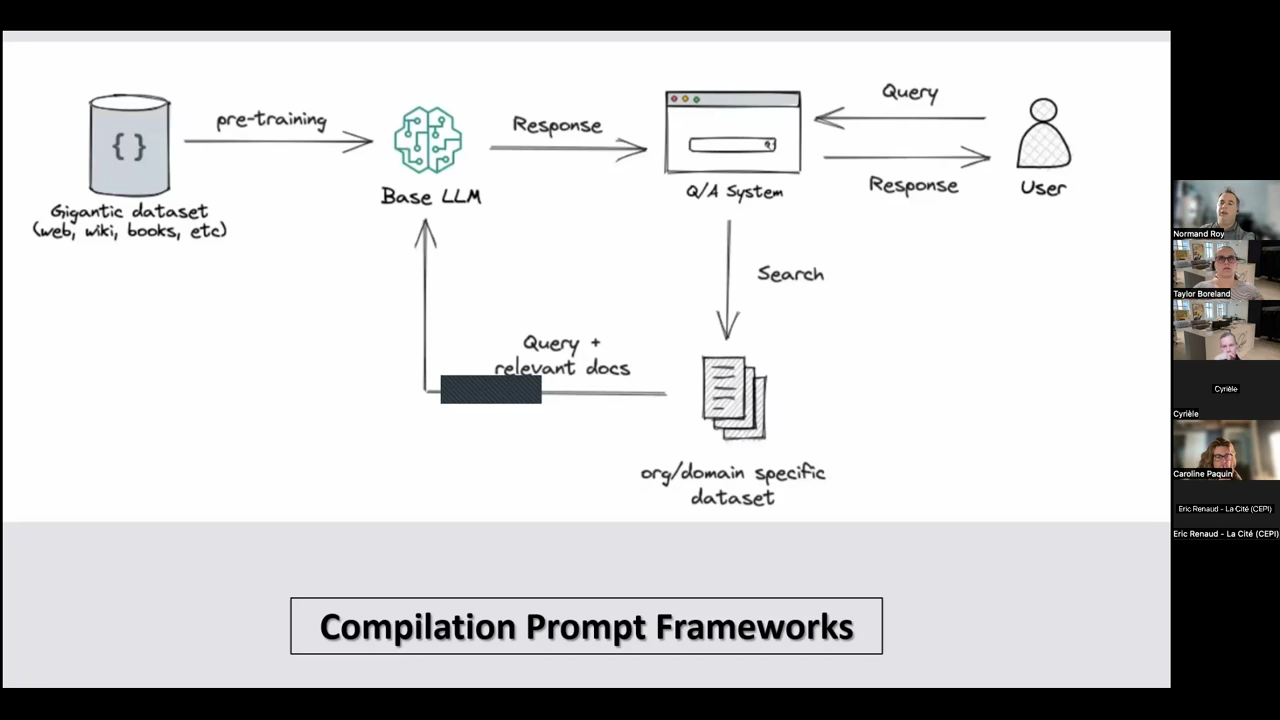 pre-training
Response
Query
Response
{ }
Gigantic dataset
(web, wiki, books, etc)
Base LLM
Q/A System
User
Search
Query +
relevant docs
org/domain specific
dataset
Compilation Prompt Frameworks
Normand Roy
Taylor Boreland
Cyrièle
Cyrièle
Caroline Paquin
Eric Renaud - La Cité (CEPI)
Eric Renaud - La Cité (CEPI)